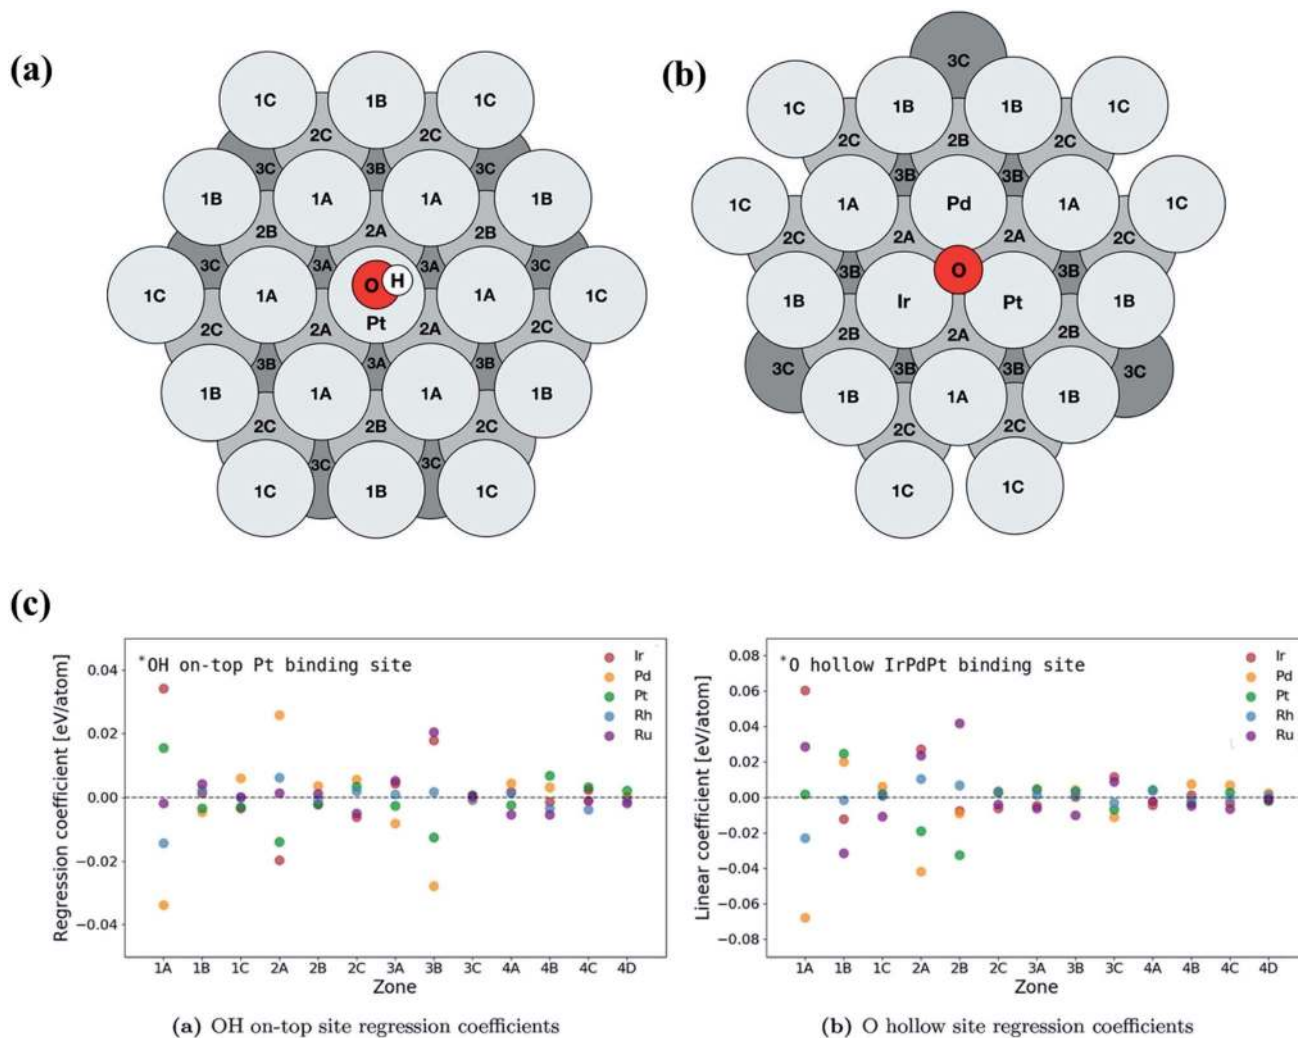 (a)
1C 1B 1C
2C 2C
3C 3B 3C
1B 1A 1A 1B
2B 2A 2B
3C 3A 3A 3C
O H
1C 1A Pt 1A 1C
2C 2A 2A 2C
3B 3A 3B
1B 1A 1A 1B
2C 2B 2C
3C 3C
1C 1B 1C
(b)
3C
1C 1B 1B 1C
2C 2B 2C
3B 3B
1C 1A Pd 1A 1C
2C 2A 2A 2C
3B O 3B
1B Ir Pt 1B
2B 2A 2B
3C 3B 3B 3C
1B 1A 1B
2C 2C
1C 1C
(c)
*OH on-top Pt binding site
Ir
Pd
Pt
Rh
Ru
Regression coefficient [eV/atom]
0.04
0.02
0.00
−0.02
−0.04
1A 1B 1C 2A 2B 2C 3A 3B 3C 4A 4B 4C 4D
Zone
(a) OH on-top site regression coefficients
*O hollow IrPdPt binding site
Ir
Pd
Pt
Rh
Ru
Linear coefficient [eV/atom]
0.08
0.06
0.04
0.02
0.00
−0.02
−0.04
−0.06
−0.08
1A 1B 1C 2A 2B 2C 3A 3B 3C 4A 4B 4C 4D
Zone
(b) O hollow site regression coefficients